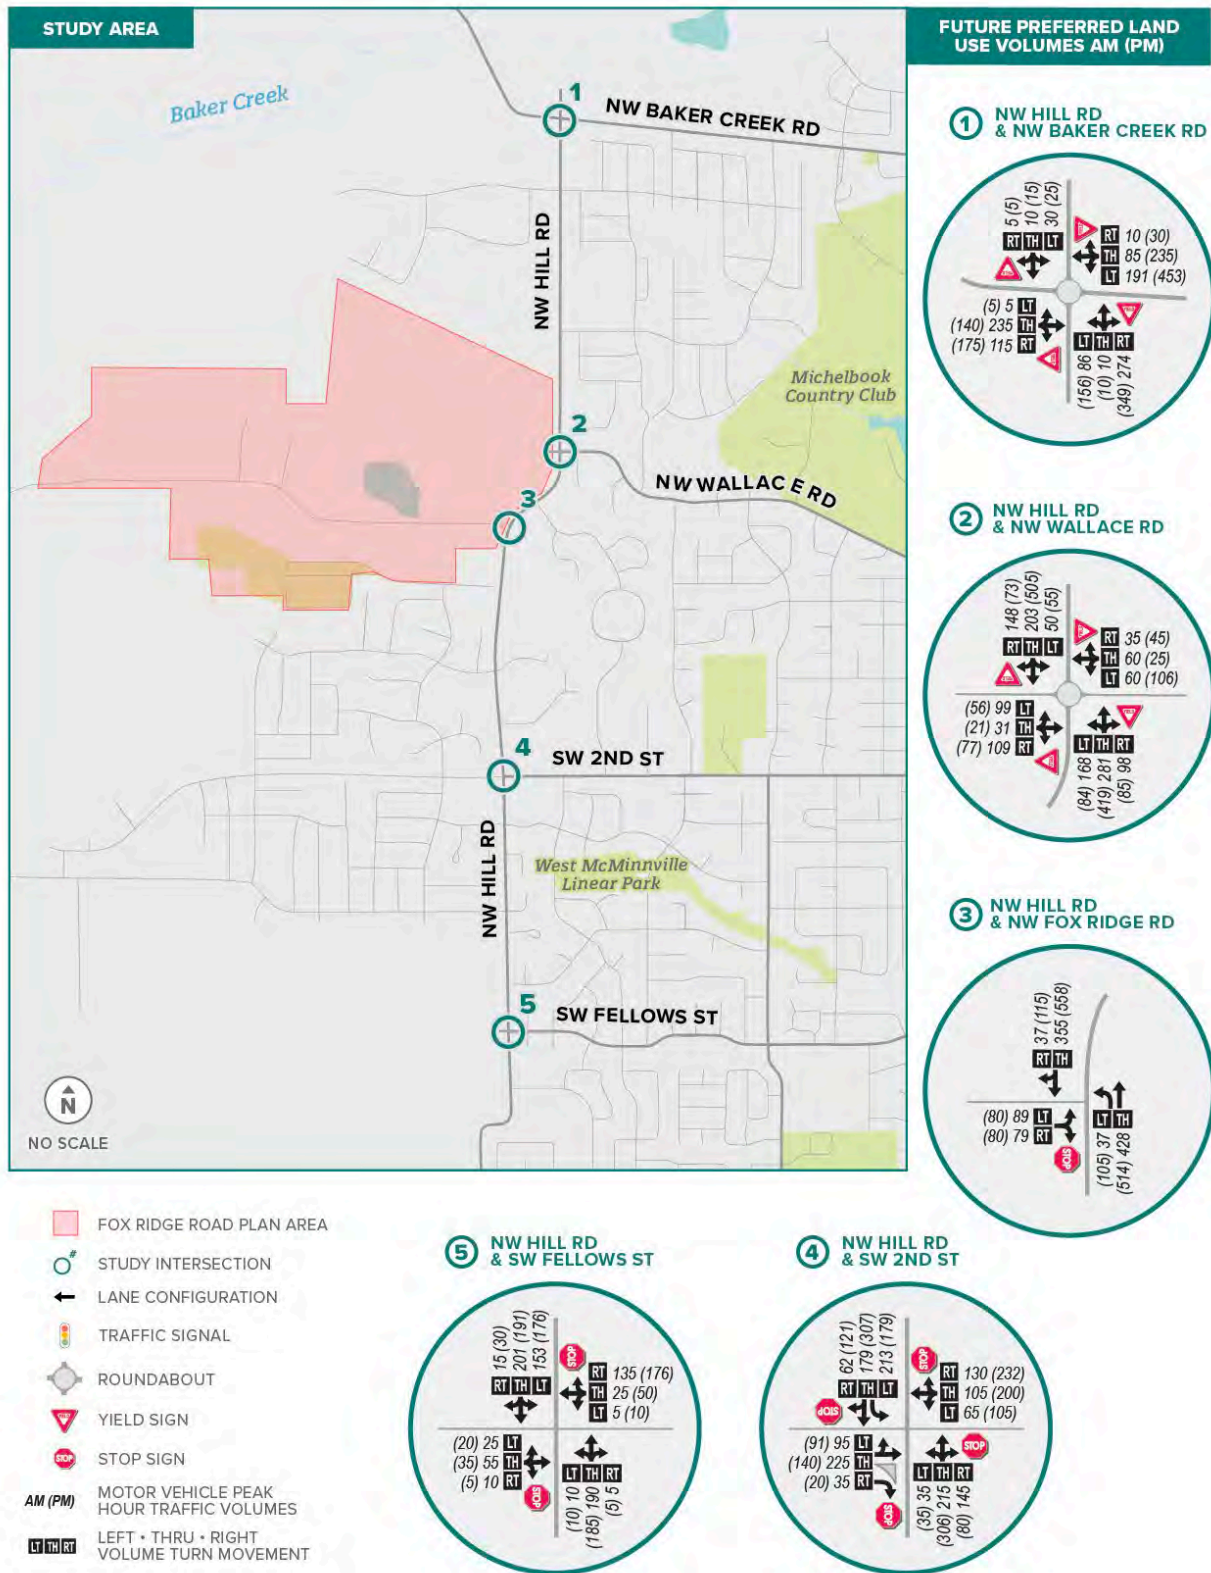 STUDY AREA
FUTURE PREFERRED LAND
USE VOLUMES AM (PM)
Baker Creek
1
NW BAKER CREEK RD
NW HILL RD
Michelbook
Country Club
2
NW WALLACE RD
3
4
SW 2ND ST
NW HILL RD
West McMinnville
Linear Park
5
SW FELLOWS ST
N
NO SCALE
1 NW HILL RD
& NW BAKER CREEK RD
5 (5)
10 (15)
30 (25)
RT TH LT
RT 10 (30)
TH 85 (235)
LT 191 (453)
(5) 5 LT
(140) 235 TH
(175) 115 RT
LT TH RT
(156) 86
(10) 10
(349) 274
2 NW HILL RD
& NW WALLACE RD
148 (73)
203 (505)
50 (55)
RT TH LT
RT 35 (45)
TH 60 (25)
LT 60 (106)
(56) 99 LT
(21) 31 TH
(77) 109 RT
LT TH RT
(84) 168
(419) 281
(85) 98
3 NW HILL RD
& NW FOX RIDGE RD
37 (115)
355 (558)
RT TH
(80) 89 LT
(80) 79 RT
STOP
LT TH
(105) 37
(514) 428
FOX RIDGE ROAD PLAN AREA
# STUDY INTERSECTION
LANE CONFIGURATION
TRAFFIC SIGNAL
ROUNDABOUT
YIELD SIGN
STOP STOP SIGN
AM (PM) MOTOR VEHICLE PEAK
HOUR TRAFFIC VOLUMES
LT TH RT LEFT • THRU • RIGHT
VOLUME TURN MOVEMENT
5 NW HILL RD
& SW FELLOWS ST
15 (30)
201 (191)
153 (176)
RT TH LT
STOP
RT 135 (176)
TH 25 (50)
LT 5 (10)
(20) 25 LT
(35) 55 TH
(5) 10 RT
STOP
LT TH RT
(10) 10
(185) 190
(5) 5
4 NW HILL RD
& SW 2ND ST
62 (121)
179 (307)
213 (179)
RT TH LT
STOP
STOP
RT 130 (232)
TH 105 (200)
LT 65 (105)
(91) 95 LT
(140) 225 TH
(20) 35 RT
STOP
STOP
LT TH RT
(35) 35
(306) 215
(80) 145